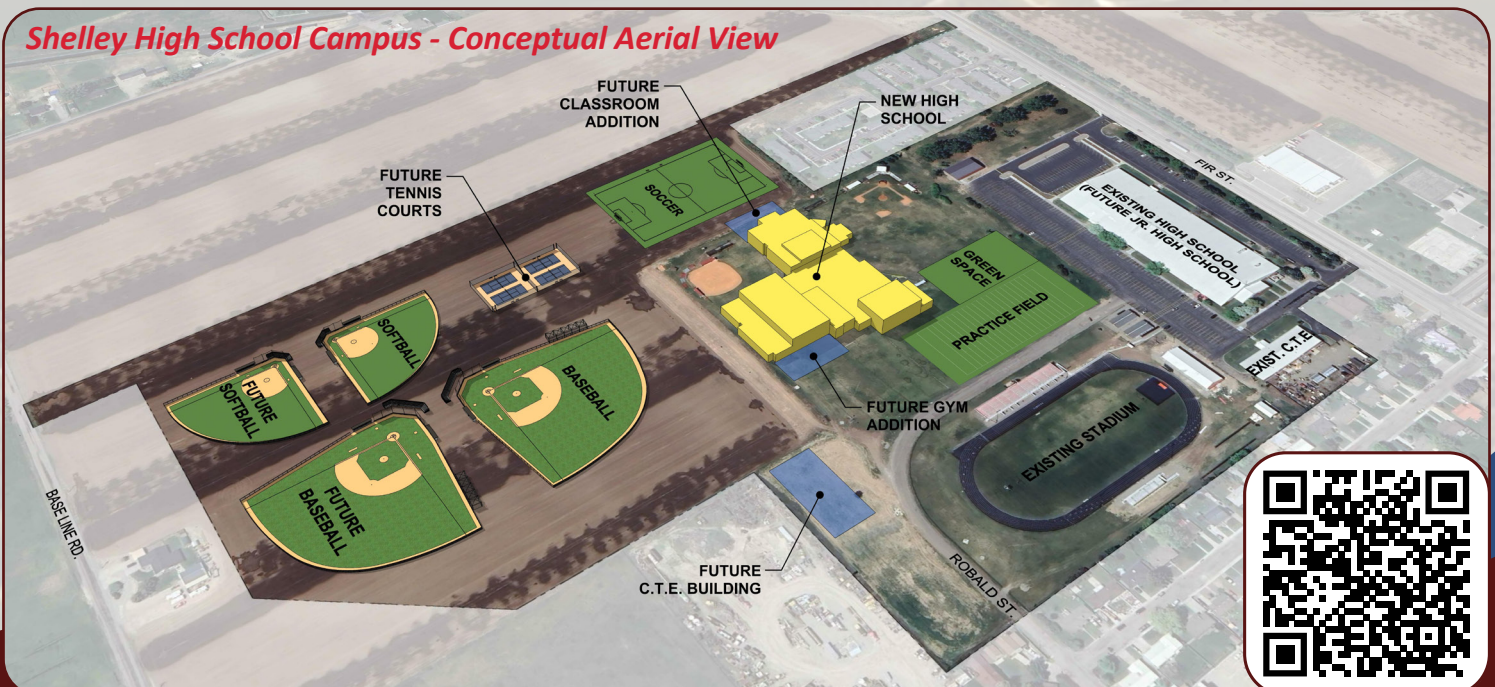 Shelley High School Campus - Conceptual Aerial View
FUTURE
CLASSROOM
ADDITION
NEW HIGH
SCHOOL
FUTURE
TENNIS
COURTS
SOCCER
FIR ST.
EXISTING HIGH SCHOOL
(FUTURE JR. HIGH SCHOOL)
GREEN
SPACE
PRACTICE FIELD
SOFTBALL
FUTURE
SOFTBALL
BASEBALL
EXIST. C.T.E
FUTURE GYM
ADDITION
EXISTING STADIUM
FUTURE
BASEBALL
BASE LINE RD.
FUTURE
C.T.E. BUILDING
ROBALD ST.